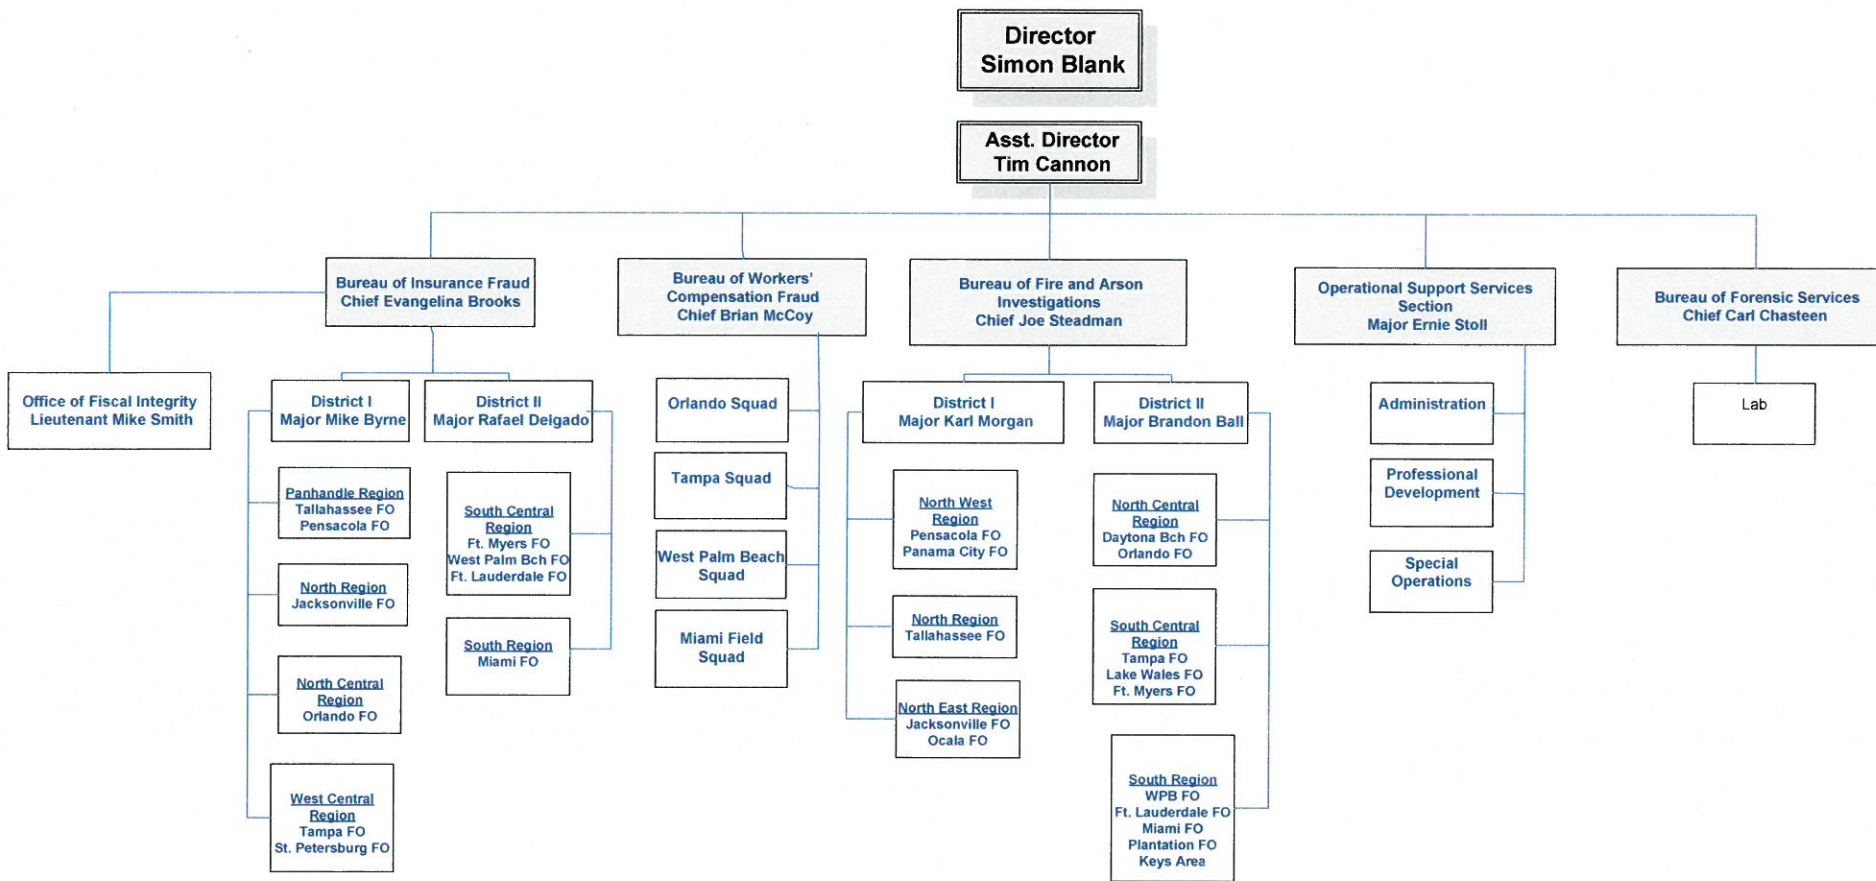 Director
Simon Blank
Asst. Director
Tim Cannon
Bureau of Insurance Fraud
Chief Evangelina Brooks
Bureau of Workers'
Compensation Fraud
Chief Brian McCoy
Bureau of Fire and Arson
Investigations
Chief Joe Steadman
Operational Support Services
Section
Major Ernie Stoll
Bureau of Forensic Services
Chief Carl Chasteen
Office of Fiscal Integrity
Lieutenant Mike Smith
District I
Major Mike Byrne
Panhandle Region
Tallahassee FO
Pensacola FO
North Region
Jacksonville FO
North Central
Region
Orlando FO
West Central
Region
Tampa FO
St. Petersburg FO
District II
Major Rafael Delgado
South Central
Region
Ft. Myers FO
West Palm Bch FO
Ft. Lauderdale FO
South Region
Miami FO
Orlando Squad
Tampa Squad
West Palm Beach
Squad
Miami Field
Squad
District I
Major Karl Morgan
North West
Region
Pensacola FO
Panama City FO
North Region
Tallahassee FO
North East Region
Jacksonville FO
Ocala FO
District II
Major Brandon Ball
North Central
Region
Daytona Bch FO
Orlando FO
South Central
Region
Tampa FO
Lake Wales FO
Ft. Myers FO
South Region
WPB FO
Ft. Lauderdale FO
Miami FO
Plantation FO
Keys Area
Administration
Professional
Development
Special
Operations
Lab